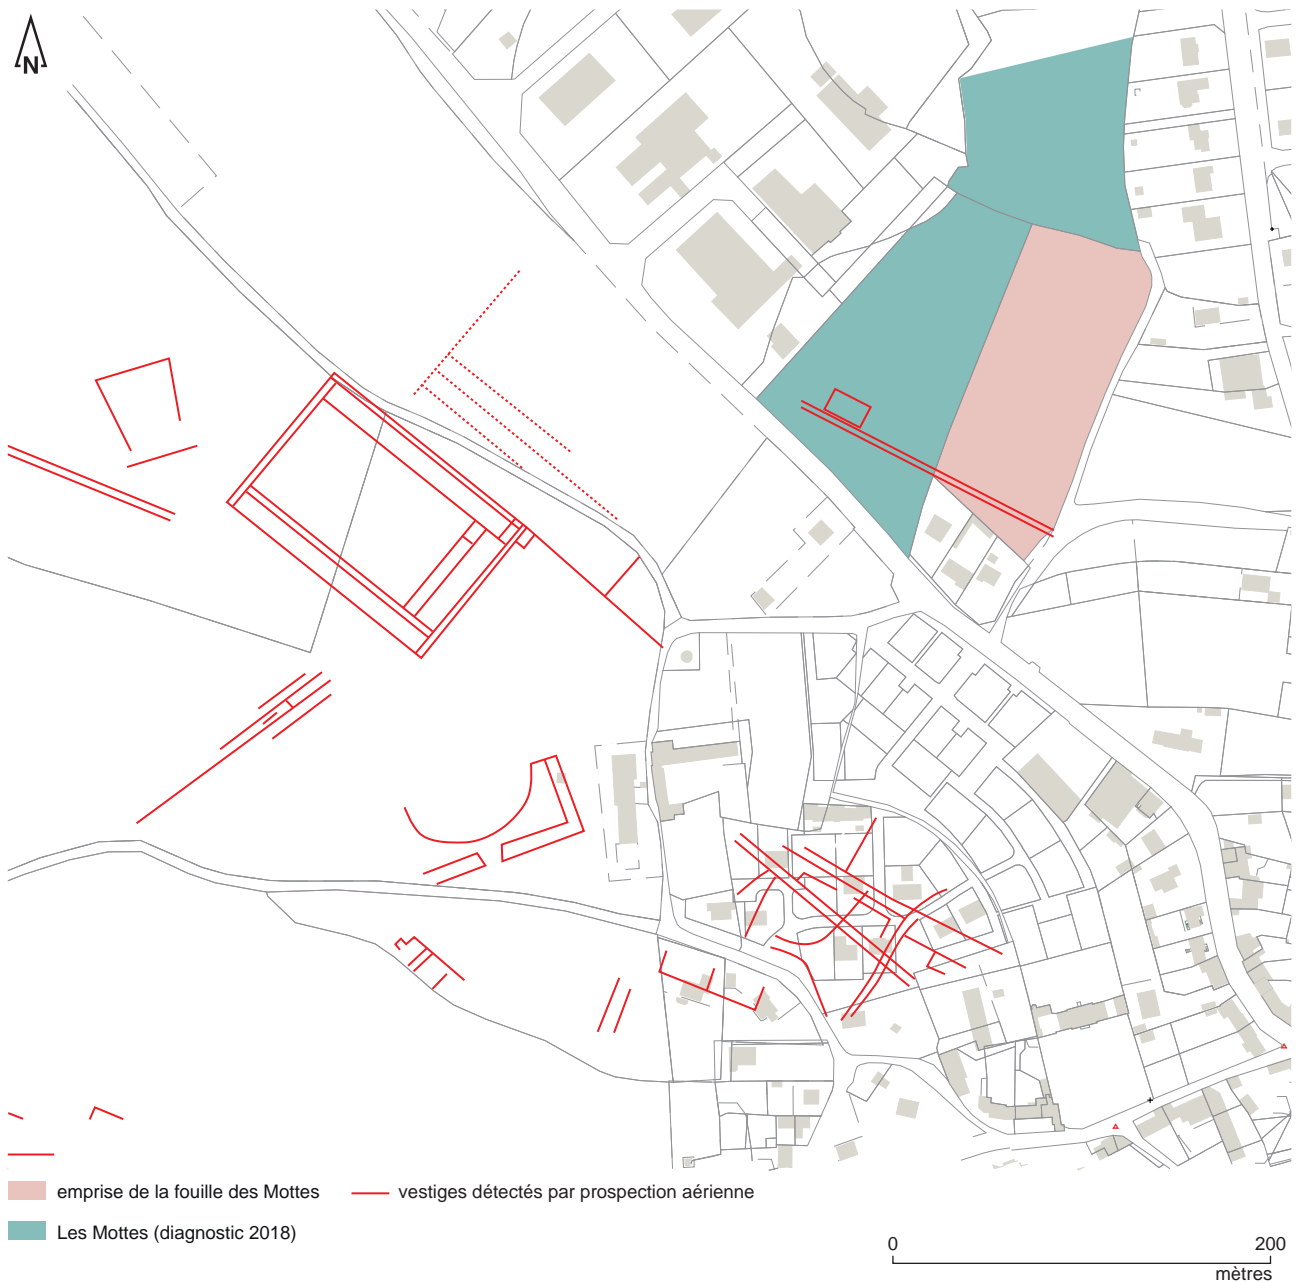 N
emprise de la fouille des Mottes
vestiges détectés par prospection aérienne
Les Mottes (diagnostic 2018)
0
200
mètres